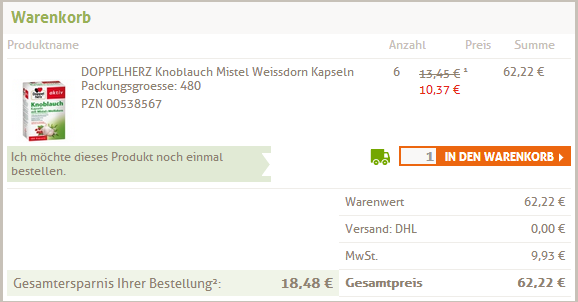 Warenkorb
Produktname Anzahl Preis Summe
DOPPELHERZ Knoblauch Mistel Weissdorn Kapseln 6 13,45 € ¹ 62,22 €
Packungsgroesse: 480 10,37 €
PZN 00538567
aktiv
Knoblauch
Ich möchte dieses Produkt noch einmal
bestellen.
1 IN DEN WARENKORB
Warenwert 62,22 €
Versand: DHL 0,00 €
MwSt. 9,93 €
Gesamtersparnis Ihrer Bestellung²: 18,48 € Gesamtpreis 62,22 €